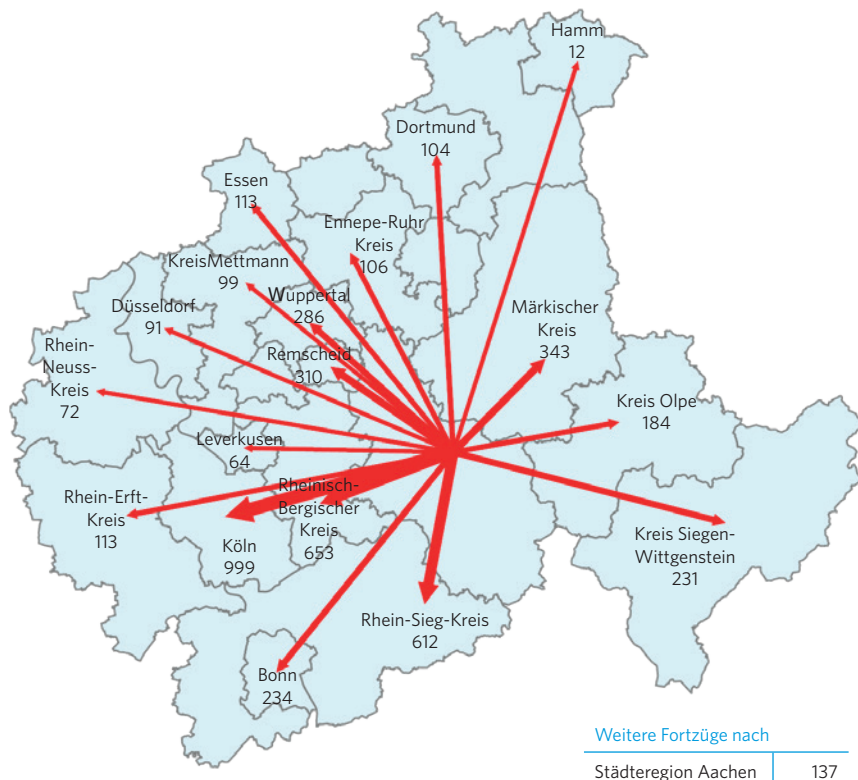 Hamm
12
Dortmund
104
Essen
113
Ennepe-Ruhr
Kreis
106
KreisMettmann
99
Wuppertal
286
Düsseldorf
91
Märkischer
Kreis
343
Rhein-
Neuss-
Kreis
72
Remscheid
310
Kreis Olpe
184
Leverkusen
64
Rheinisch-
Bergischer
Kreis
653
Rhein-Erft-
Kreis
113
Köln
999
Kreis Siegen-
Wittgenstein
231
Rhein-Sieg-Kreis
612
Bonn
234
Weitere Fortzüge nach
Städteregion Aachen 137